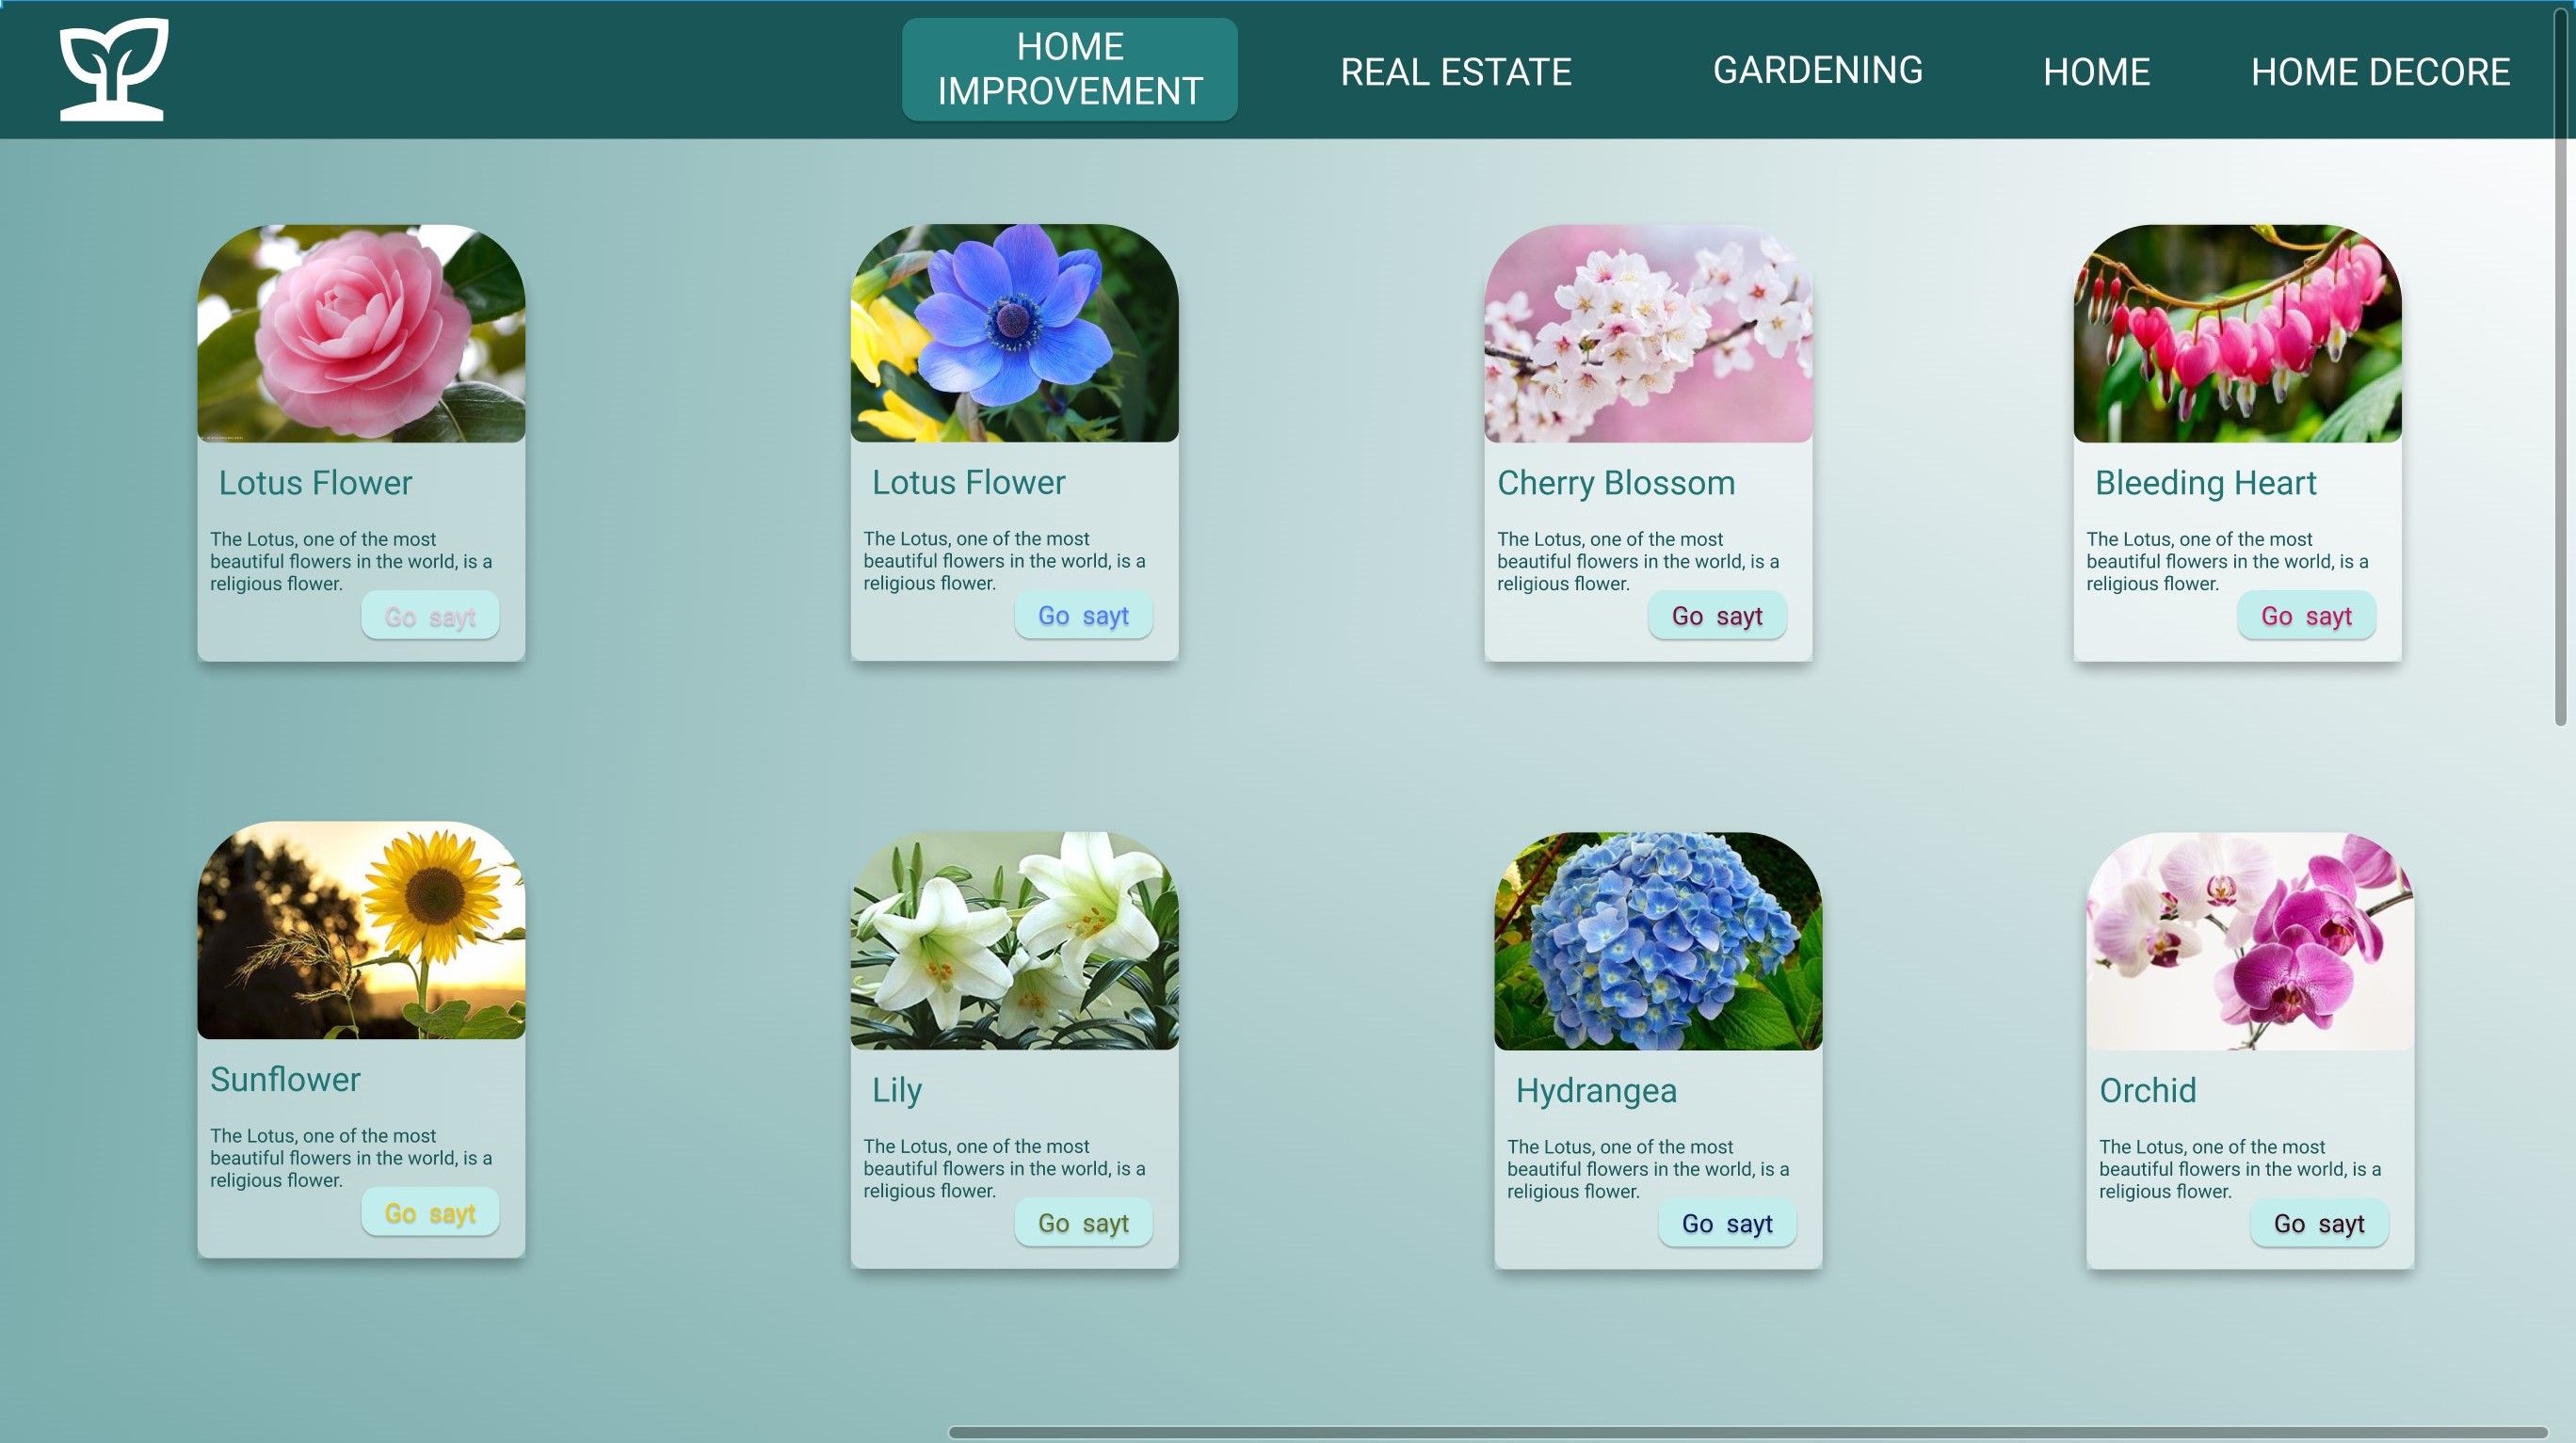 HOME
IMPROVEMENT
REAL ESTATE
GARDENING
HOME
HOME DECORE
Lotus Flower
The Lotus, one of the most
beautiful flowers in the world, is a
religious flower.
Go sayt
Lotus Flower
The Lotus, one of the most
beautiful flowers in the world, is a
religious flower.
Go sayt
Cherry Blossom
The Lotus, one of the most
beautiful flowers in the world, is a
religious flower.
Go sayt
Bleeding Heart
The Lotus, one of the most
beautiful flowers in the world, is a
religious flower.
Go sayt
Sunflower
The Lotus, one of the most
beautiful flowers in the world, is a
religious flower.
Go sayt
Lily
The Lotus, one of the most
beautiful flowers in the world, is a
religious flower.
Go sayt
Hydrangea
The Lotus, one of the most
beautiful flowers in the world, is a
religious flower.
Go sayt
Orchid
The Lotus, one of the most
beautiful flowers in the world, is a
religious flower.
Go sayt